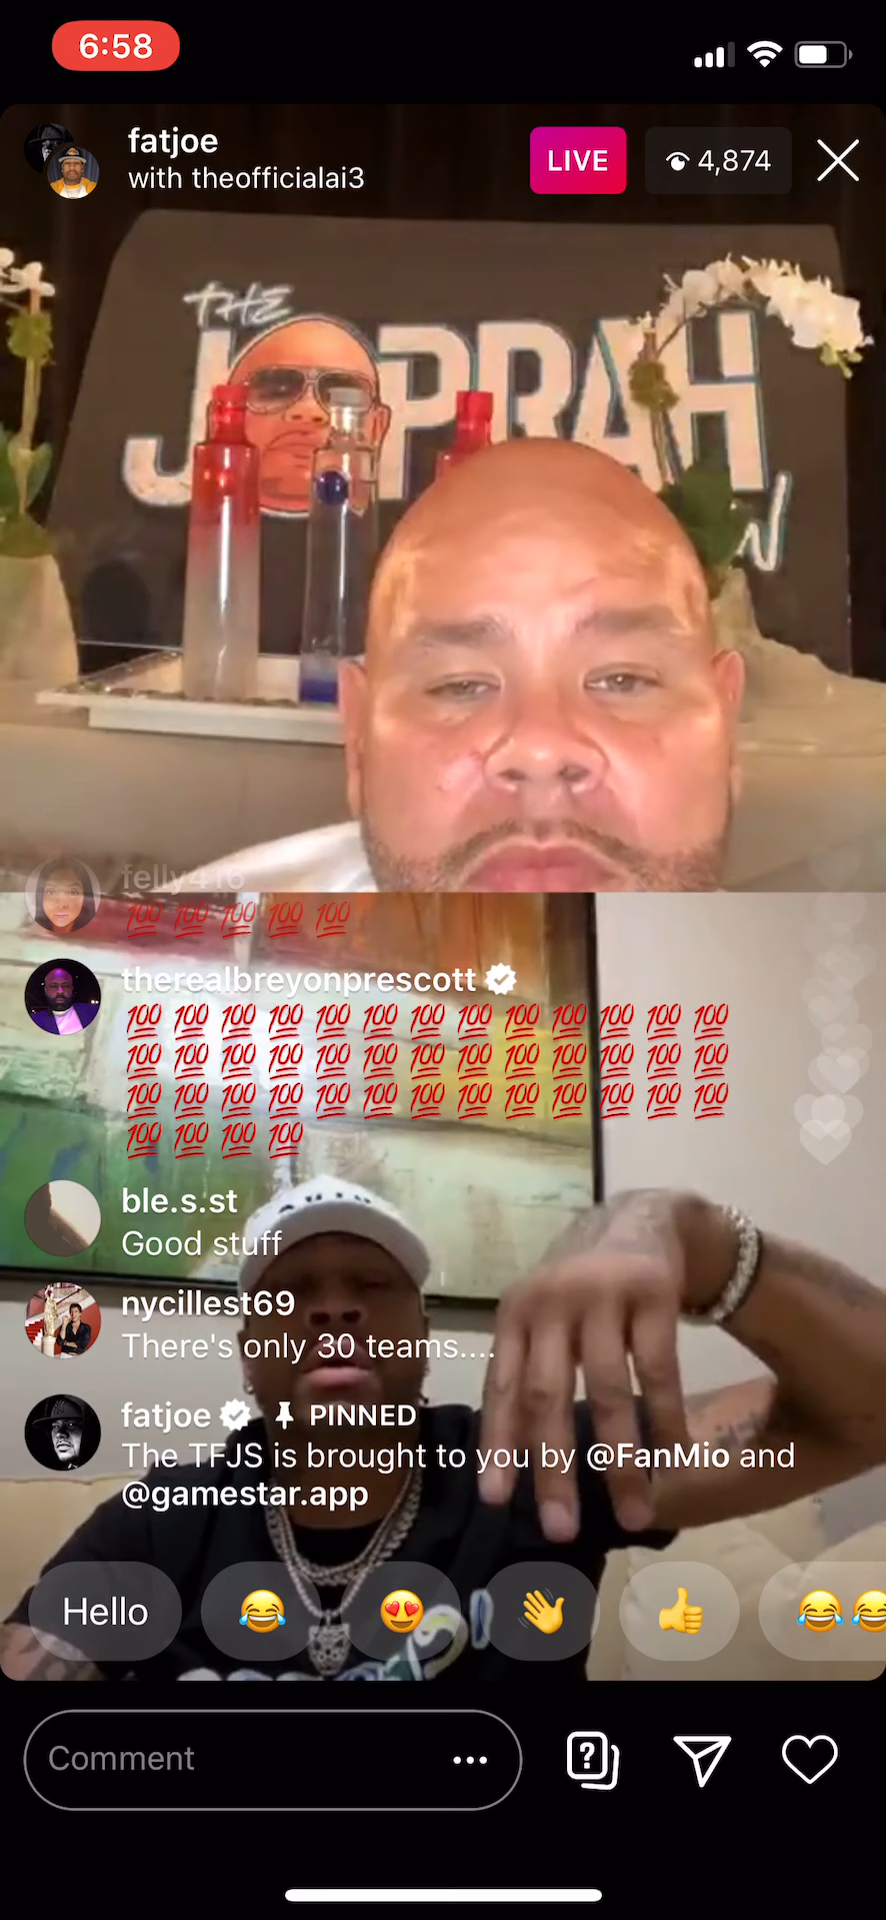 6:58
fatjoe
with theofficialai3
LIVE
4,874
THE
J PRAH
W
felly416
💯 💯 💯 💯 💯
therealbreyonprescott
💯 💯 💯 💯 💯 💯 💯 💯 💯 💯 💯 💯 💯
💯 💯 💯 💯 💯 💯 💯 💯 💯 💯 💯 💯 💯
💯 💯 💯 💯 💯 💯 💯 💯 💯 💯 💯 💯 💯
💯 💯 💯 💯
ble.s.st
Good stuff
nycillest69
There's only 30 teams....
fatjoe PINNED
The TFJS is brought to you by @FanMio and
@gamestar.app
Hello 😂 😍 👋 👍 😂 😂
Comment ...